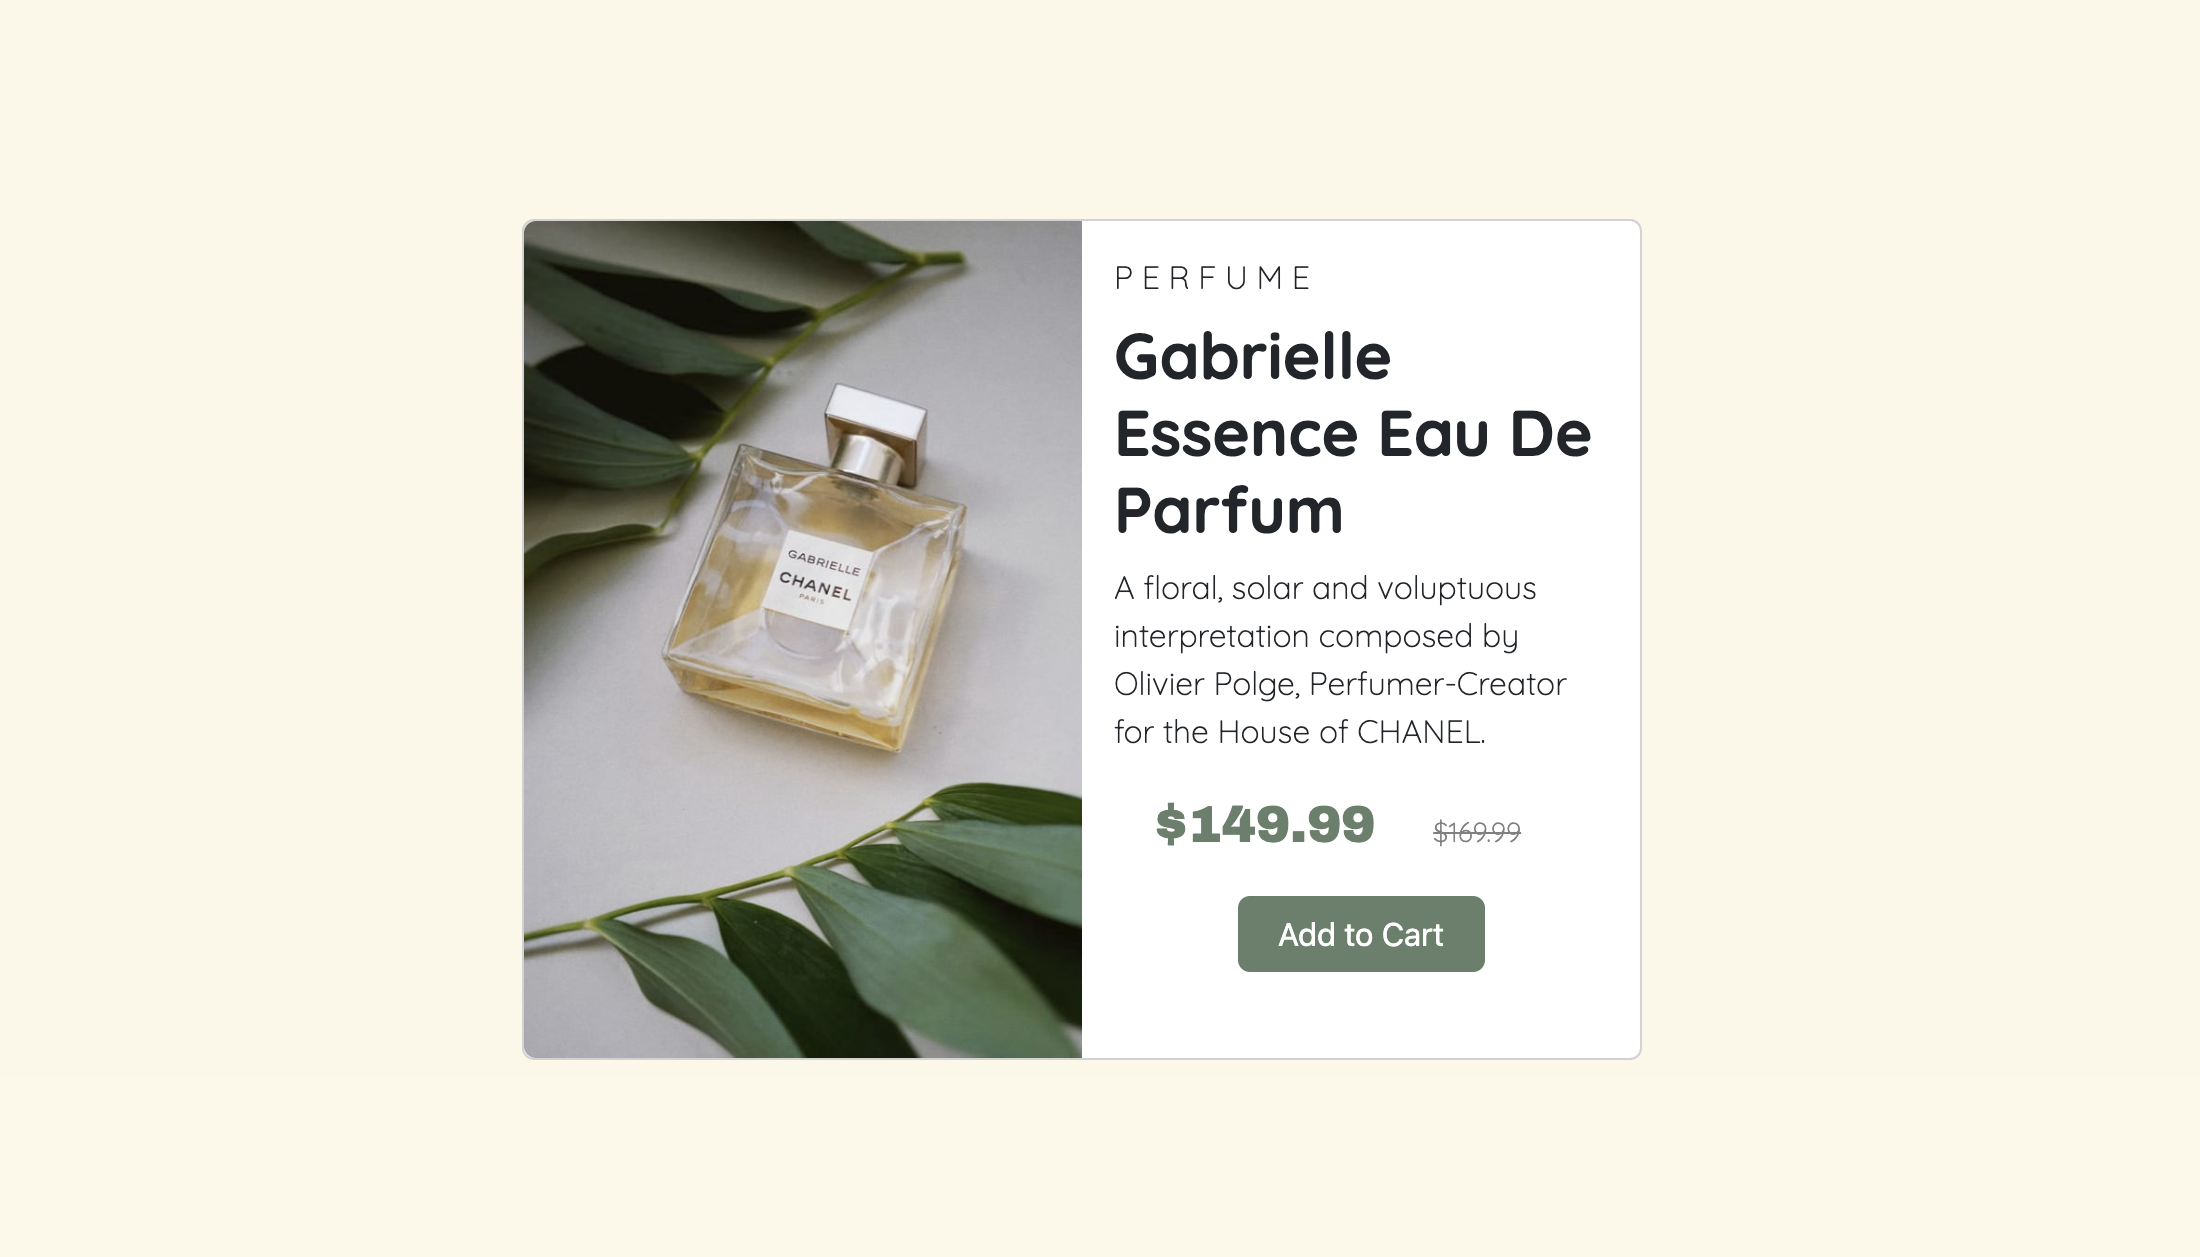 GABRIELLE
CHANEL
PARIS
PERFUME
Gabrielle
Essence Eau De
Parfum
A floral, solar and voluptuous
interpretation composed by
Olivier Polge, Perfumer-Creator
for the House of CHANEL.
$149.99 $169.99
Add to Cart